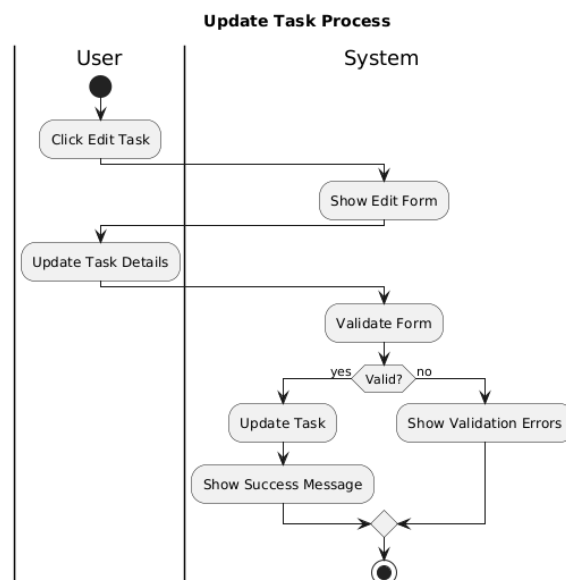 Update Task Process
User
System
Click Edit Task
Show Edit Form
Update Task Details
Validate Form
yes
Valid?
no
Update Task
Show Validation Errors
Show Success Message